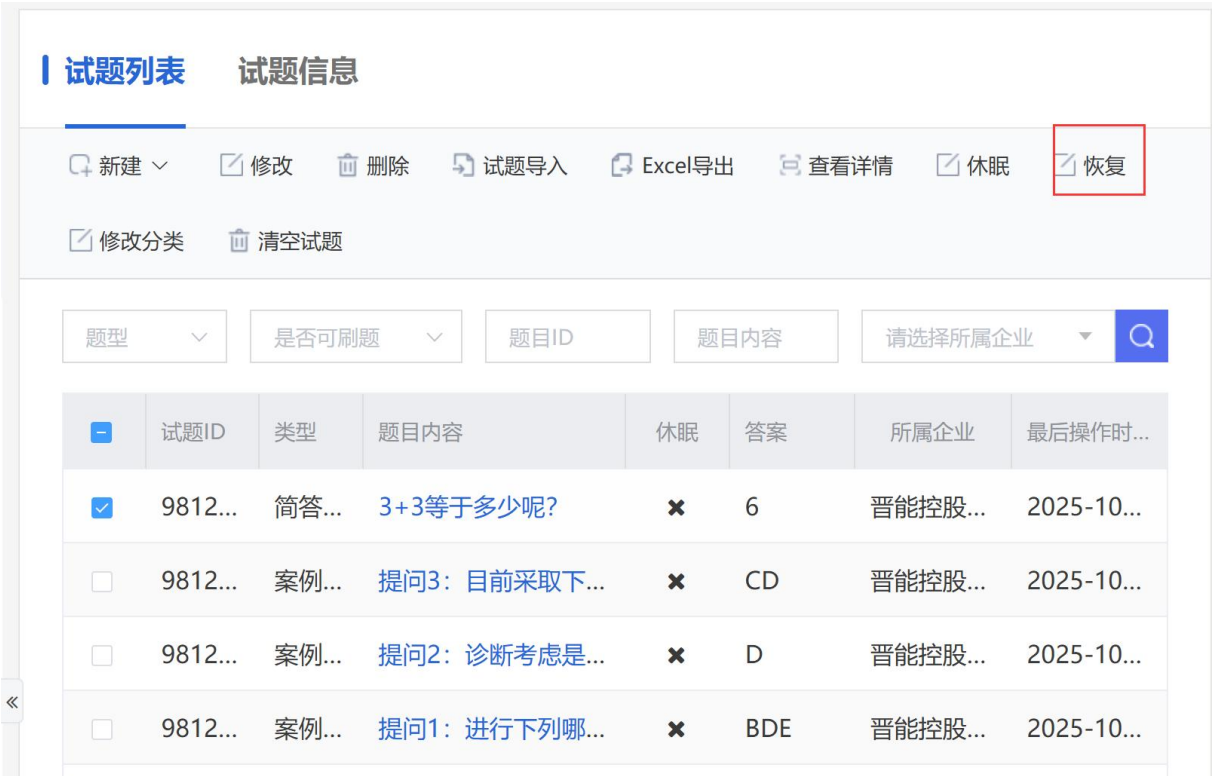 试题列表 试题信息
新建 修改 删除 试题导入 Excel导出 查看详情 休眠 恢复
修改分类 清空试题
题型 是否可刷题 题目ID 题目内容 请选择所属企业
试题ID 类型 题目内容 休眠 答案 所属企业 最后操作时...
9812... 简答... 3+3等于多少呢? ✖ 6 晋能控股... 2025-10...
9812... 案例... 提问3：目前采取下... ✖ CD 晋能控股... 2025-10...
9812... 案例... 提问2：诊断考虑是... ✖ D 晋能控股... 2025-10...
9812... 案例... 提问1：进行下列哪... ✖ BDE 晋能控股... 2025-10...